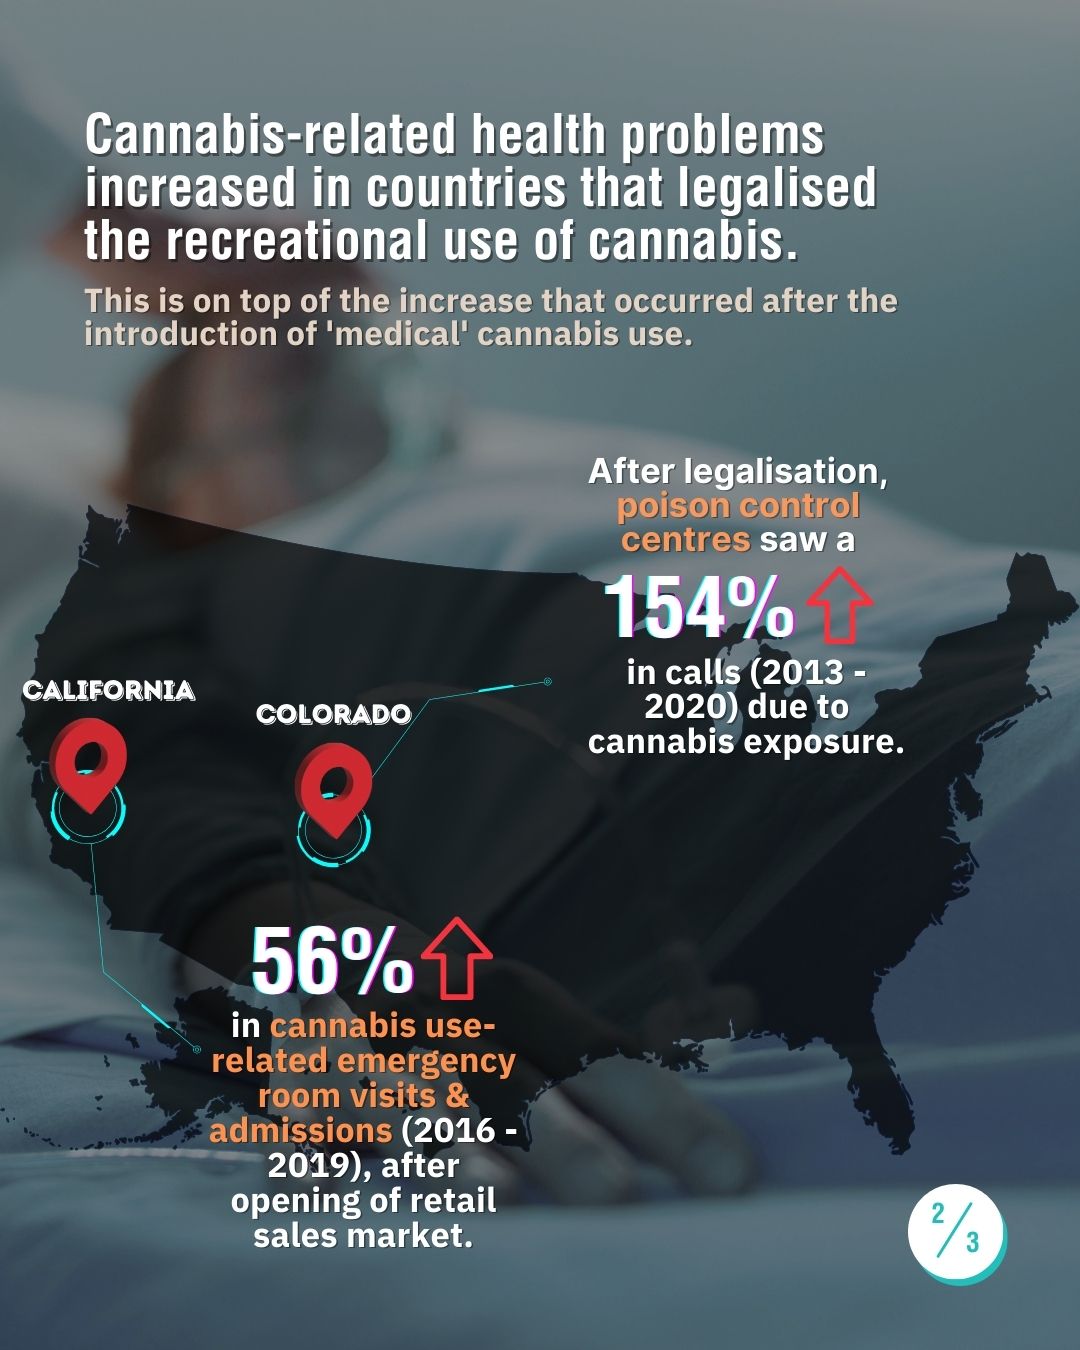 Cannabis-related health problems
increased in countries that legalised
the recreational use of cannabis.
This is on top of the increase that occurred after the
introduction of 'medical' cannabis use.
After legalisation,
poison control
centres saw a
154%
in calls (2013 -
2020) due to
cannabis exposure.
CALIFORNIA
COLORADO
56%
in cannabis use-
related emergency
room visits &
admissions (2016 -
2019), after
opening of retail
sales market.
2/3